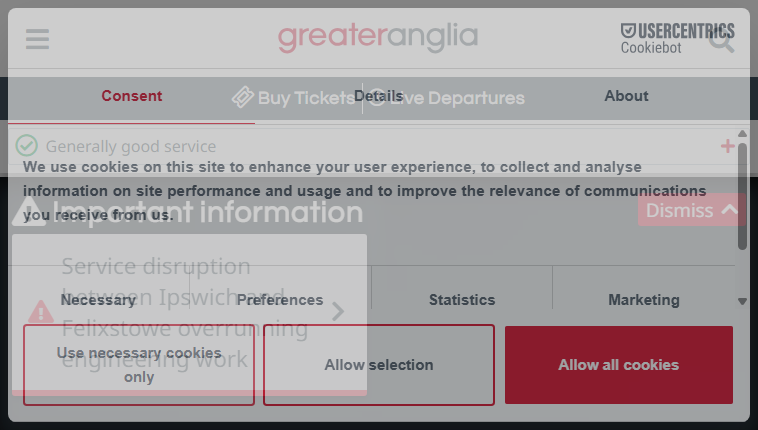 greateranglia
USERCENTRICS
Cookiebot
Consent
Details
About
Buy Tickets
Live Departures
Generally good service
We use cookies on this site to enhance your user experience, to collect and analyse
information on site performance and usage and to improve the relevance of communications
you receive from us.
Important information
Dismiss
Service disruption
between Ipswich and
Felixstowe overrunning
engineering work
Necessary
Preferences
Statistics
Marketing
Use necessary cookies
only
Allow selection
Allow all cookies